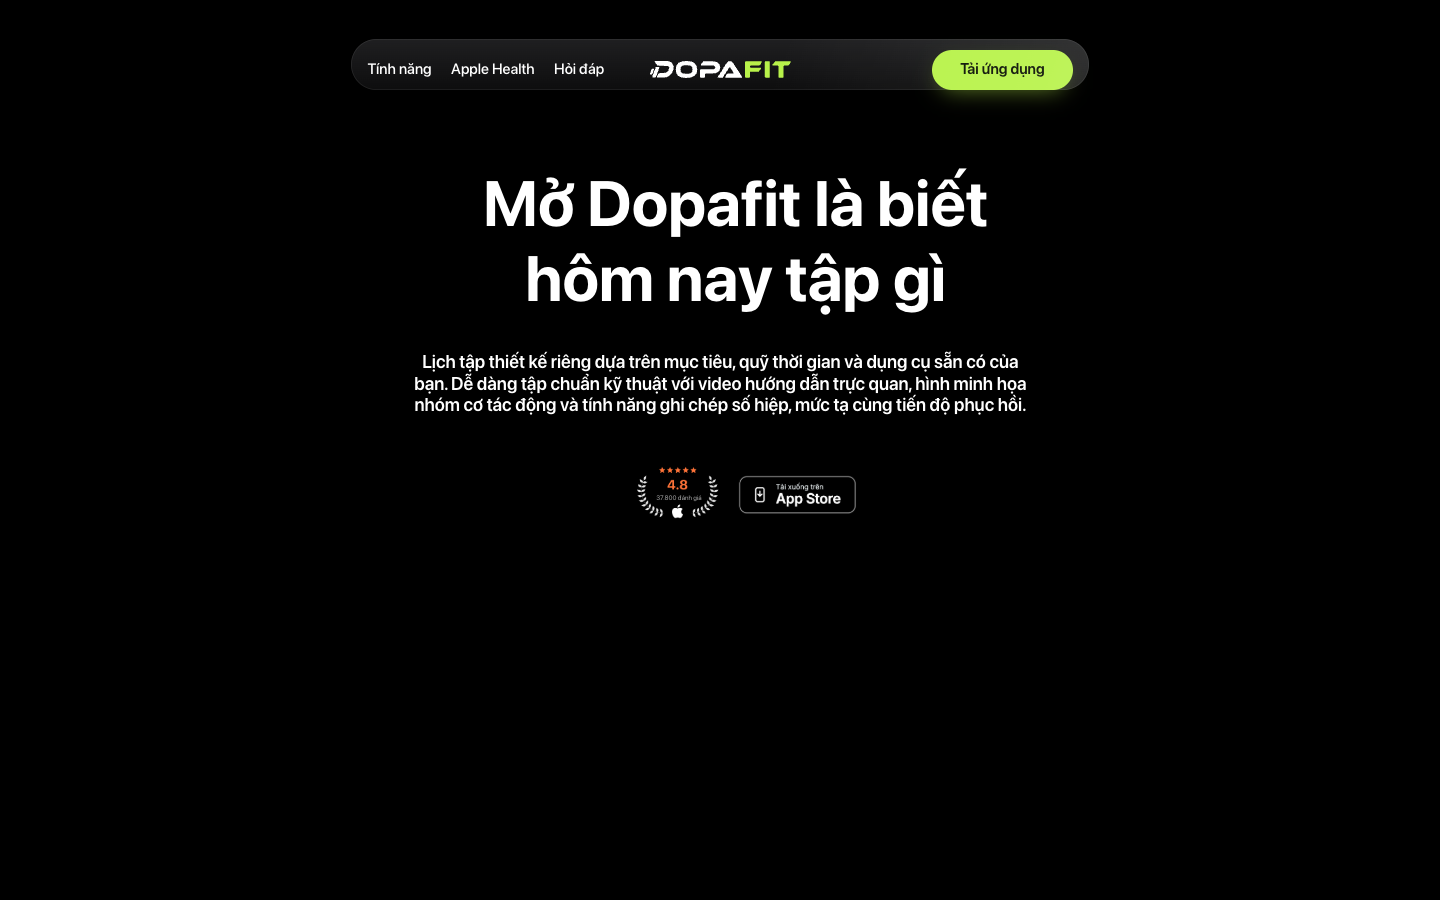 Tính năng
Apple Health
Hỏi đáp
DOPAFIT
Tải ứng dụng
Mở Dopafit là biết
hôm nay tập gì
Lịch tập thiết kế riêng dựa trên mục tiêu, quỹ thời gian và dụng cụ sẵn có của
bạn. Dễ dàng tập chuẩn kỹ thuật với video hướng dẫn trực quan, hình minh họa
nhóm cơ tác động và tính năng ghi chép số hiệp, mức tạ cùng tiến độ phục hồi.
4.8
37.800 đánh giá
Tải xuống trên
App Store